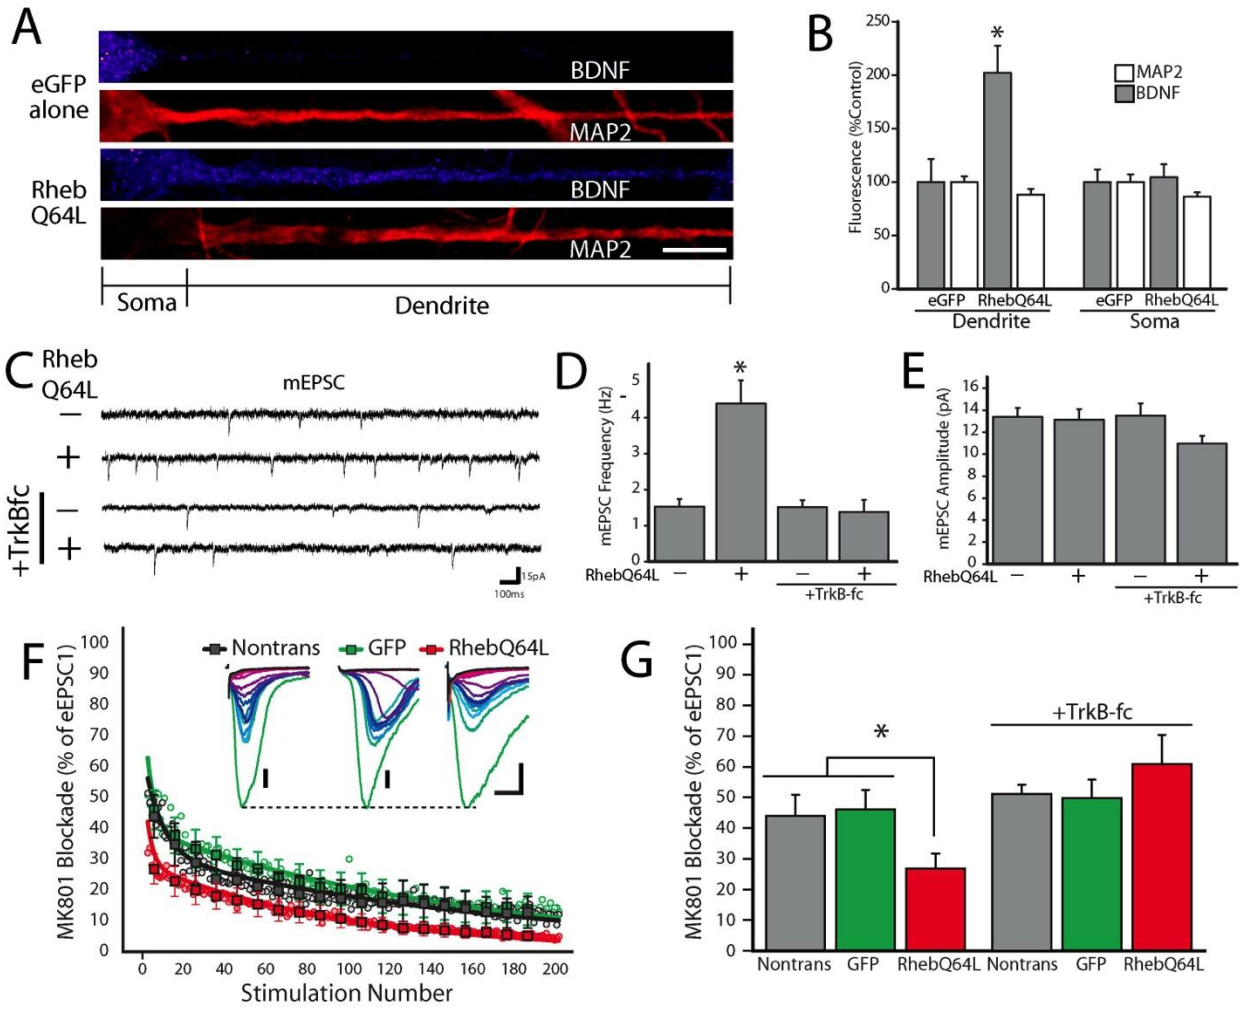 A
eGFP
alone
BDNF
MAP2
Rheb
Q64L
BDNF
MAP2
Soma
Dendrite
B
Fluorescence (%Control)
250
200
150
100
50
0
*
MAP2
BDNF
eGFP RhebQ64L eGFP RhebQ64L
Dendrite Soma
C
Rheb
Q64L
mEPSC
–
+
+TrkBfc
–
+
15pA
100ms
D
mEPSC Frequency (Hz)
5
-
4
3
2
1
0
*
RhebQ64L – + – +
+TrkB-fc
E
mEPSC Amplitude (pA)
16
14
12
10
8
6
4
2
0
RhebQ64L – + – +
+TrkB-fc
F
MK801 Blockade (% of eEPSC1)
100
90
80
70
60
50
40
30
20
10
0
Nontrans GFP RhebQ64L
0 20 40 60 80 100 120 140 160 180 200
Stimulation Number
G
MK801 Blockade (% of eEPSC1)
100
90
80
70
60
50
40
30
20
10
0
*
+TrkB-fc
Nontrans GFP RhebQ64L Nontrans GFP RhebQ64L